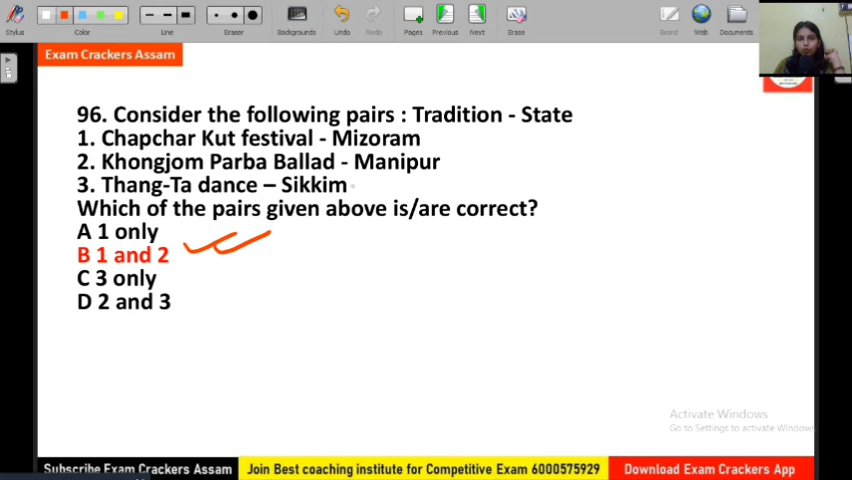 Stylus
Colors
Line
Eraser
Backgrounds
Undo
Redo
Pages
Previous
Next
Erase
Board
Web
Documents
Exam Crackers Assam
96. Consider the following pairs : Tradition - State
1. Chapchar Kut festival - Mizoram
2. Khongjom Parba Ballad - Manipur
3. Thang-Ta dance – Sikkim
Which of the pairs given above is/are correct?
A 1 only
B 1 and 2
C 3 only
D 2 and 3
Activate Windows
Go to Settings to activate Windows
Subscribe Exam Crackers Assam
Join Best coaching institute for Competitive Exam 6000575929
Download Exam Crackers App